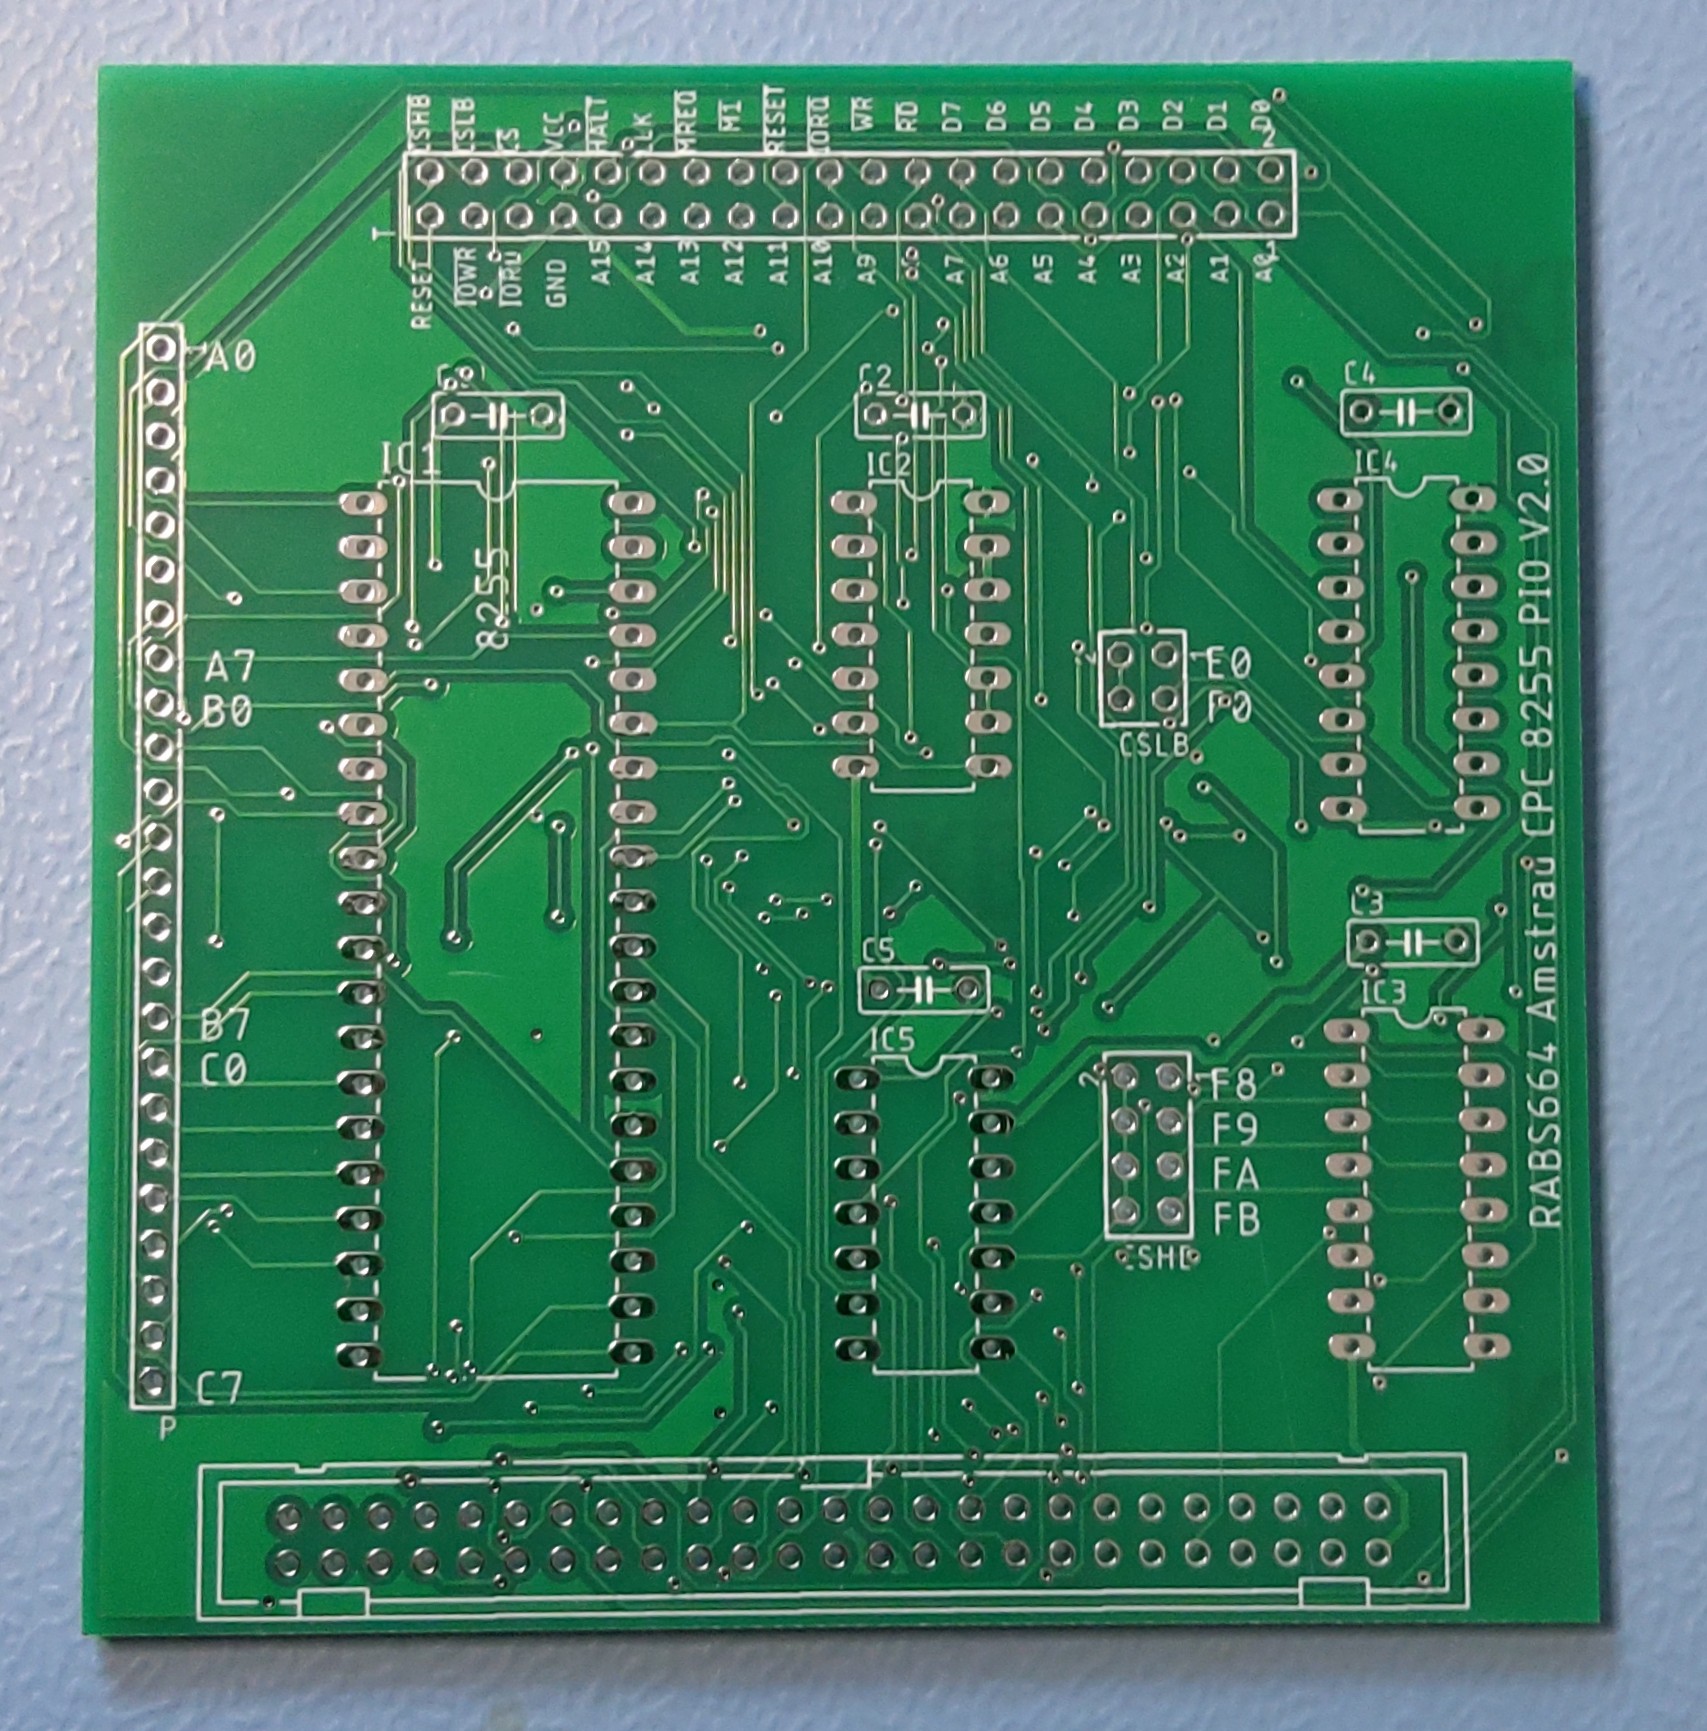 CSHB CSLB CS VCC HALT CLK MREQ M1 RESET IORQ WR RD D7 D6 D5 D4 D3 D2 D1 D0
2
1
T
RESET IOWR IORD GND A15 A14 A13 A12 A11 A10 A9 A7 A6 A5 A4 A3 A2 A1 A0
A0
A7
B0
B7
C0
C7
P
IC1
8255
C2
IC2
C4
IC4
E0
F0
CSLB
C5
IC5
C3
IC3
2
F8
F9
FA
FB
CSHB
RABS664 Amstrad CPC 8255 PIO V2.0